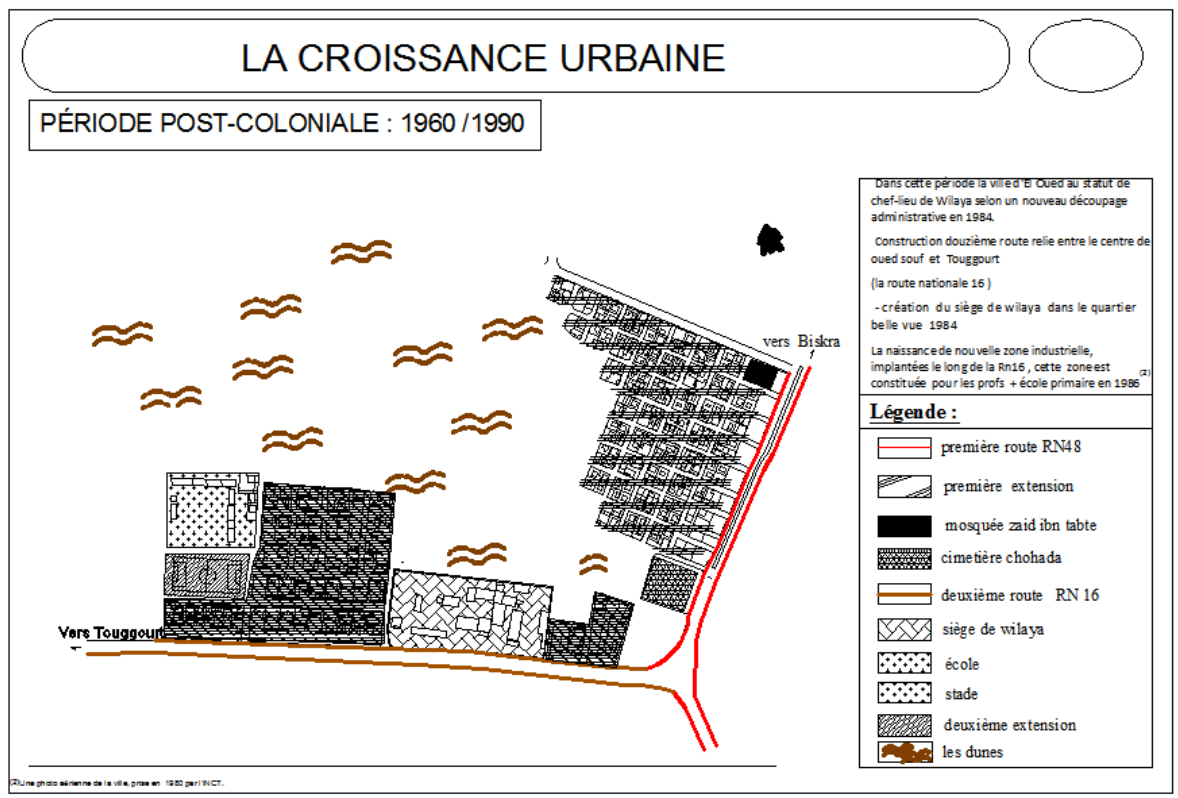 LA CROISSANCE URBAINE
PÉRIODE POST-COLONIALE : 1960 /1990
Dans cette période la ville d'El Oued au statut de
chef-lieu de Wilaya selon un nouveau découpage
administrative en 1984.
Construction douzième route relie entre le centre de
oued souf et Touggourt
(la route nationale 16 )
- création du siège de wilaya dans le quartier
belle vue 1984
La naissance de nouvelle zone industrielle,
implantées le long de la Rn16 , cette zone est
constituée pour les profs + école primaire en 1986
(2)
vers Biskra
Légende :
première route RN48
première extension
mosquée zaid ibn tabte
cimetière chohada
deuxième route RN 16
siège de wilaya
école
stade
deuxième extension
les dunes
Vers Touggourt
(2)Une photo aérienne de la ville, prise en 1980 par l'INCT.